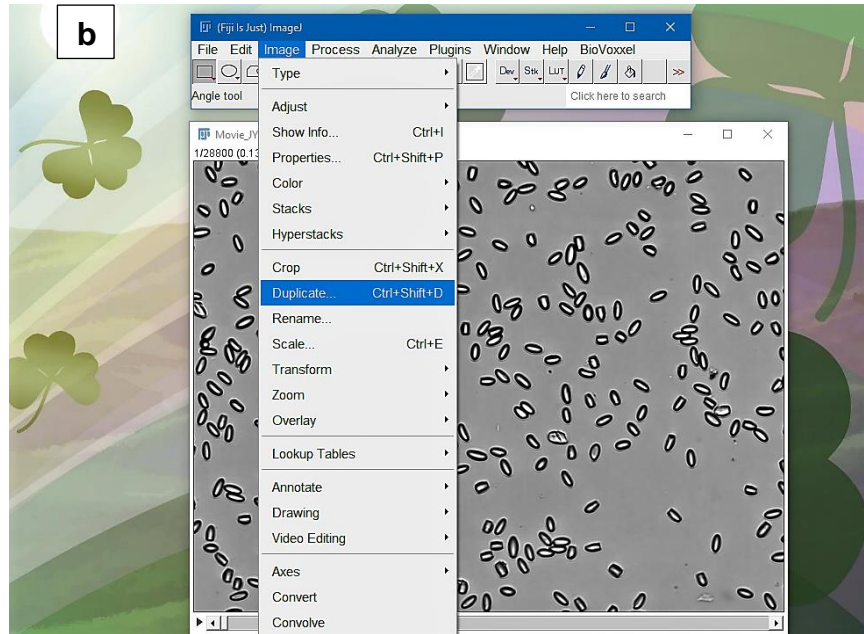 b
(Fiji Is Just) ImageJ
File Edit Image Process Analyze Plugins Window Help BioVoxxel
Dev Stk LUT >>
Angle tool
Click here to search
Movie_JY
1/28800 (0.13
Type
Adjust
Show Info... Ctrl+I
Properties... Ctrl+Shift+P
Color
Stacks
Hyperstacks
Crop Ctrl+Shift+X
Duplicate... Ctrl+Shift+D
Rename...
Scale... Ctrl+E
Transform
Zoom
Overlay
Lookup Tables
Annotate
Drawing
Video Editing
Axes
Convert
Convolve